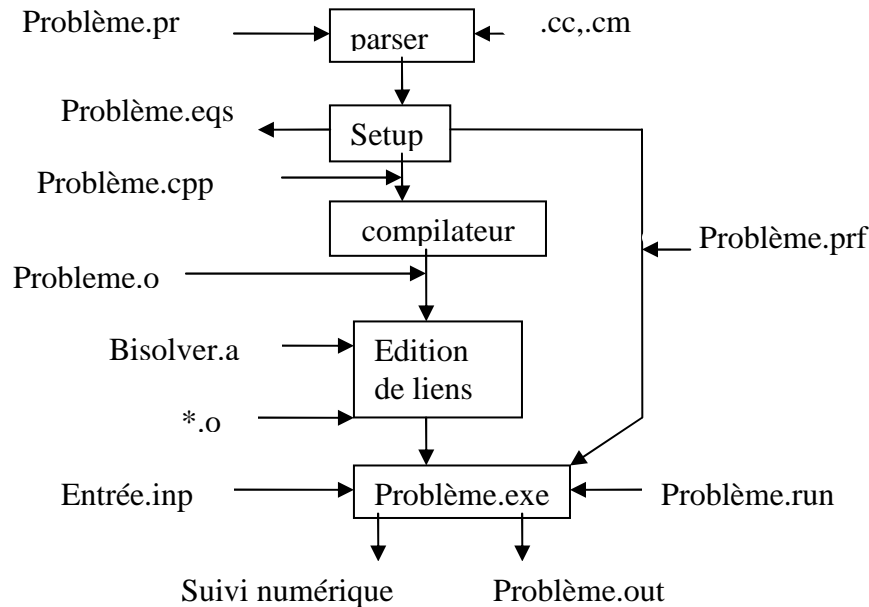 Problème.pr
parser
.cc,.cm
Problème.eqs
Setup
Problème.cpp
compilateur
Problème.prf
Probleme.o
Bisolver.a
Edition
de liens
*.o
Entrée.inp
Problème.exe
Problème.run
Suivi numérique
Problème.out